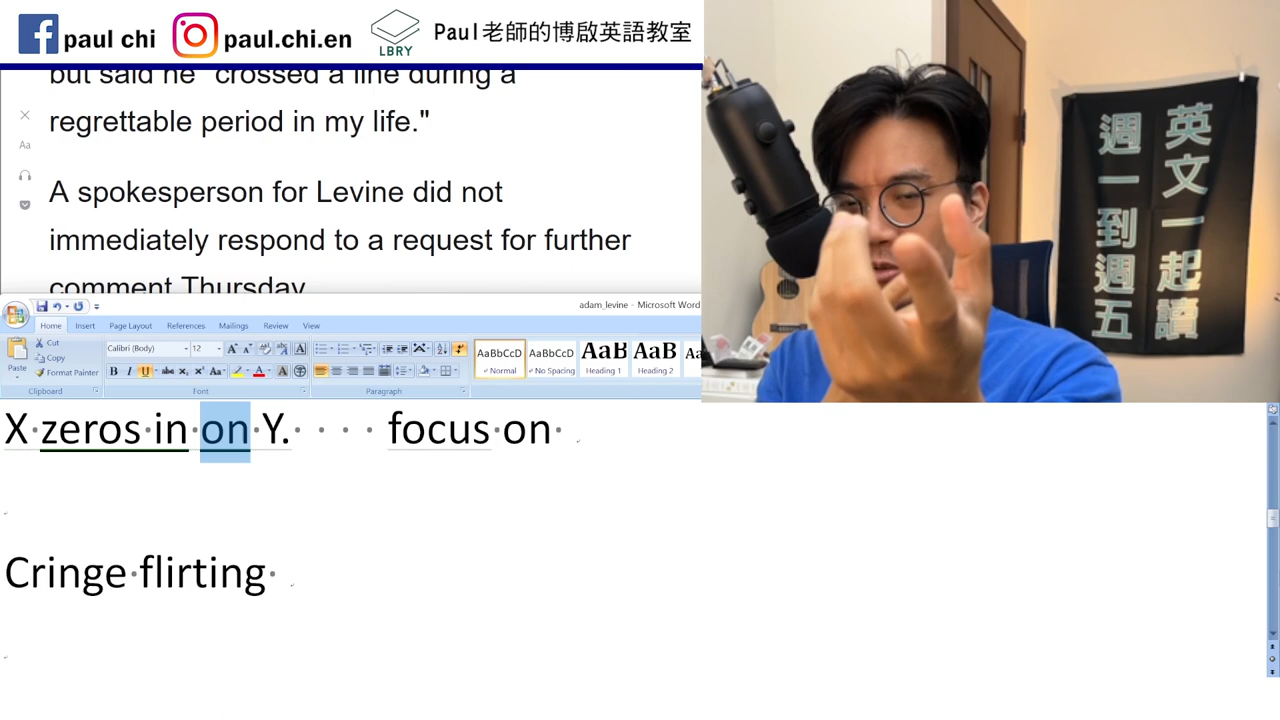 paul chi
paul.chi.en
LBRY
Paul老師的博啟英語教室
but said he "crossed a line during a
regrettable period in my life."
Aa
A spokesperson for Levine did not
immediately respond to a request for further
comment Thursday
adam_levine - Microsoft Word
Home Insert Page Layout References Mailings Review View
Paste
Cut
Copy
Format Painter
Calibri (Body) 12
AaBbCcD AaBbCcD AaBb AaBb
Normal No Spacing Heading 1 Heading 2
Clipboard Font Paragraph
X zeros in on Y. focus on
Cringe flirting
英文一起讀
週一到週五